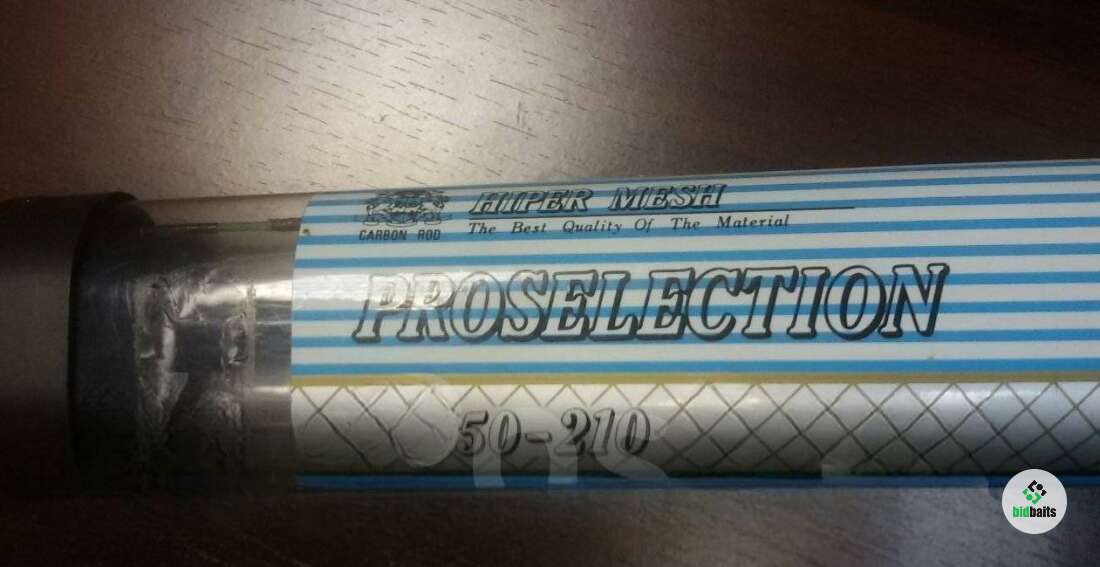 HIPER MESH
CARBON ROD
The Best Quality Of The Material
PROSELECTION
50-210
bidbaits